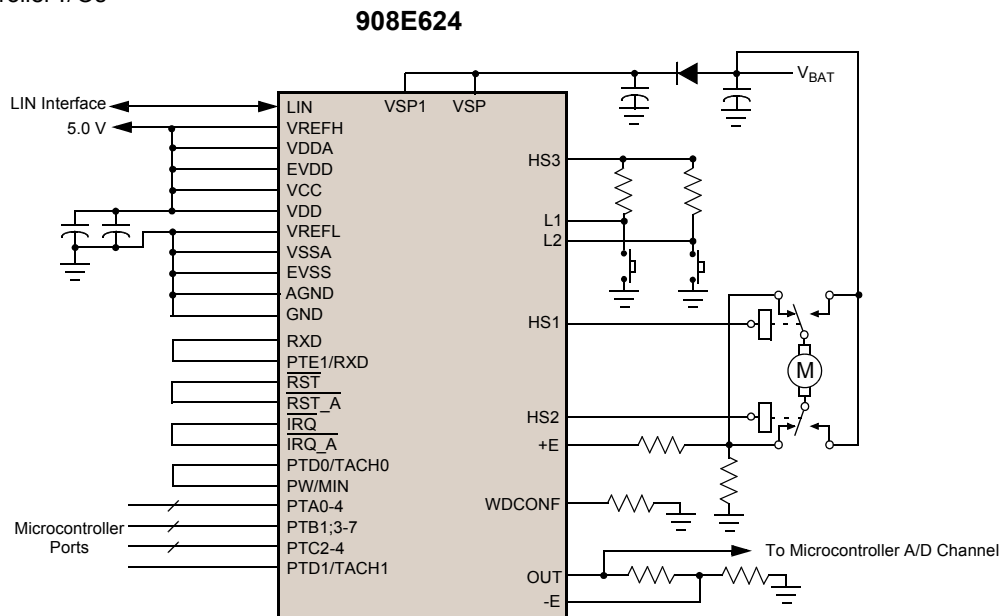 908E624
LIN Interface
5.0 V
LIN
VREFH
VDDA
EVDD
VCC
VDD
VREFL
VSSA
EVSS
AGND
GND
RXD
PTE1/RXD
RST
RST_A
IRQ
IRQ_A
PTD0/TACH0
PW/MIN
PTA0-4
PTB1;3-7
PTC2-4
PTD1/TACH1
Microcontroller
Ports
VSP1
VSP
VBAT
HS3
L1
L2
HS1
M
HS2
+E
WDCONF
To Microcontroller A/D Channel
OUT
-E